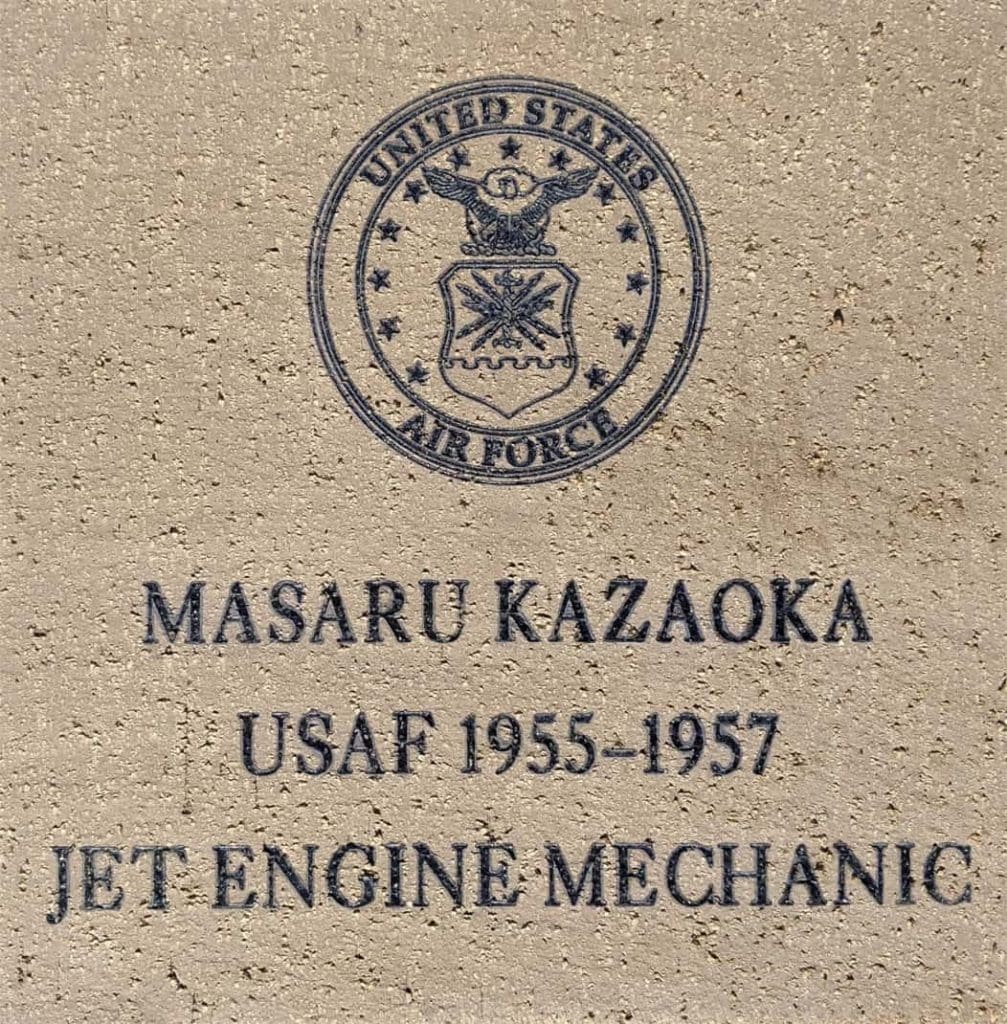 UNITED STATES
AIR FORCE
MASARU KAZAOKA
USAF 1955–1957
JET ENGINE MECHANIC